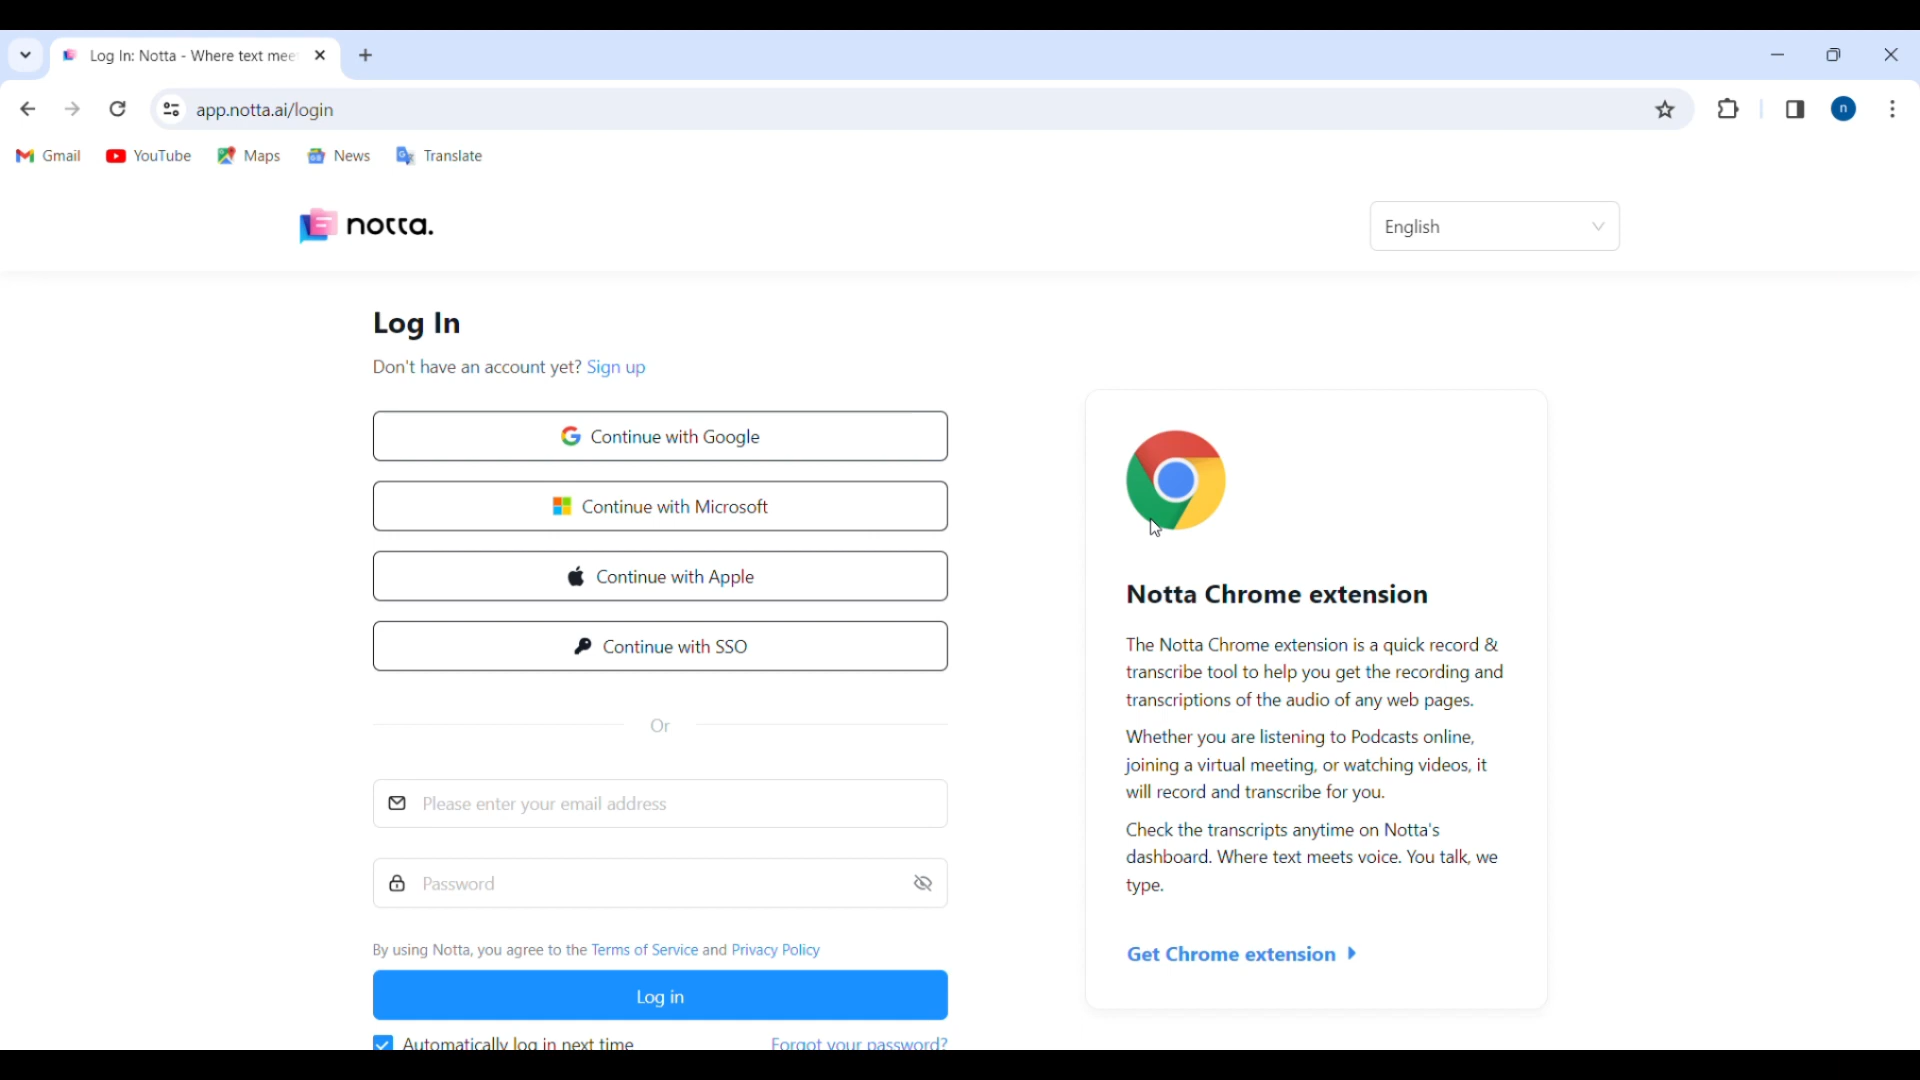 Log In: Notta - Where text mee
app.notta.ai/login
n
Gmail YouTube Maps News Translate
notta.
English
Log In
Don't have an account yet? Sign up
Continue with Google
Continue with Microsoft
Continue with Apple
Continue with SSO
Or
Please enter your email address
Password
By using Notta, you agree to the Terms of Service and Privacy Policy
Log in
Automatically log in next time Forgot your password?
Notta Chrome extension
The Notta Chrome extension is a quick record &
transcribe tool to help you get the recording and
transcriptions of the audio of any web pages.
Whether you are listening to Podcasts online,
joining a virtual meeting, or watching videos, it
will record and transcribe for you.
Check the transcripts anytime on Notta's
dashboard. Where text meets voice. You talk, we
type.
Get Chrome extension